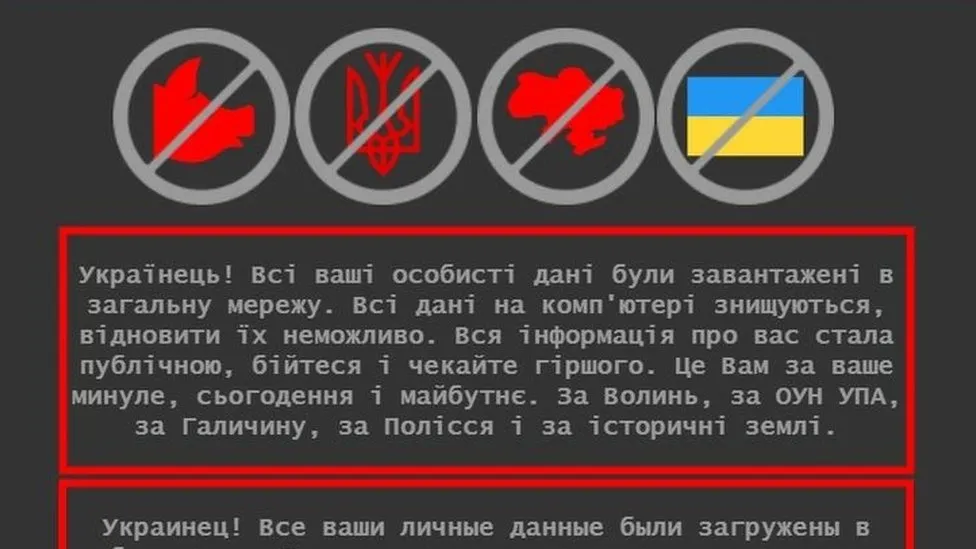 Українець! Всі ваші особисті дані були завантажені в
загальну мережу. Всі дані на комп'ютері знищуються,
відновити їх неможливо. Вся інформація про вас стала
публічною, бійтеся і чекайте гіршого. Це Вам за ваше
минуле, сьогодення і майбутнє. За Волинь, за ОУН УПА,
за Галичину, за Полісся і за історичні землі.
Украинец! Все ваши личные данные были загружены в